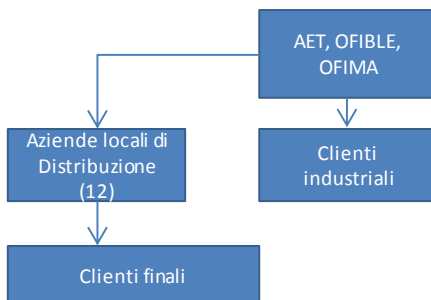 AET, OFIBLE,
OFIMA
Aziende locali di
Distribuzione
(12)
Clienti
industriali
Clienti finali